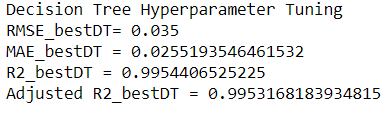 Decision Tree Hyperparameter Tuning
RMSE_bestDT= 0.035
MAE_bestDT = 0.0255193546461532
R2_bestDT = 0.9954406525225
Adjusted R2_bestDT = 0.9953168183934815